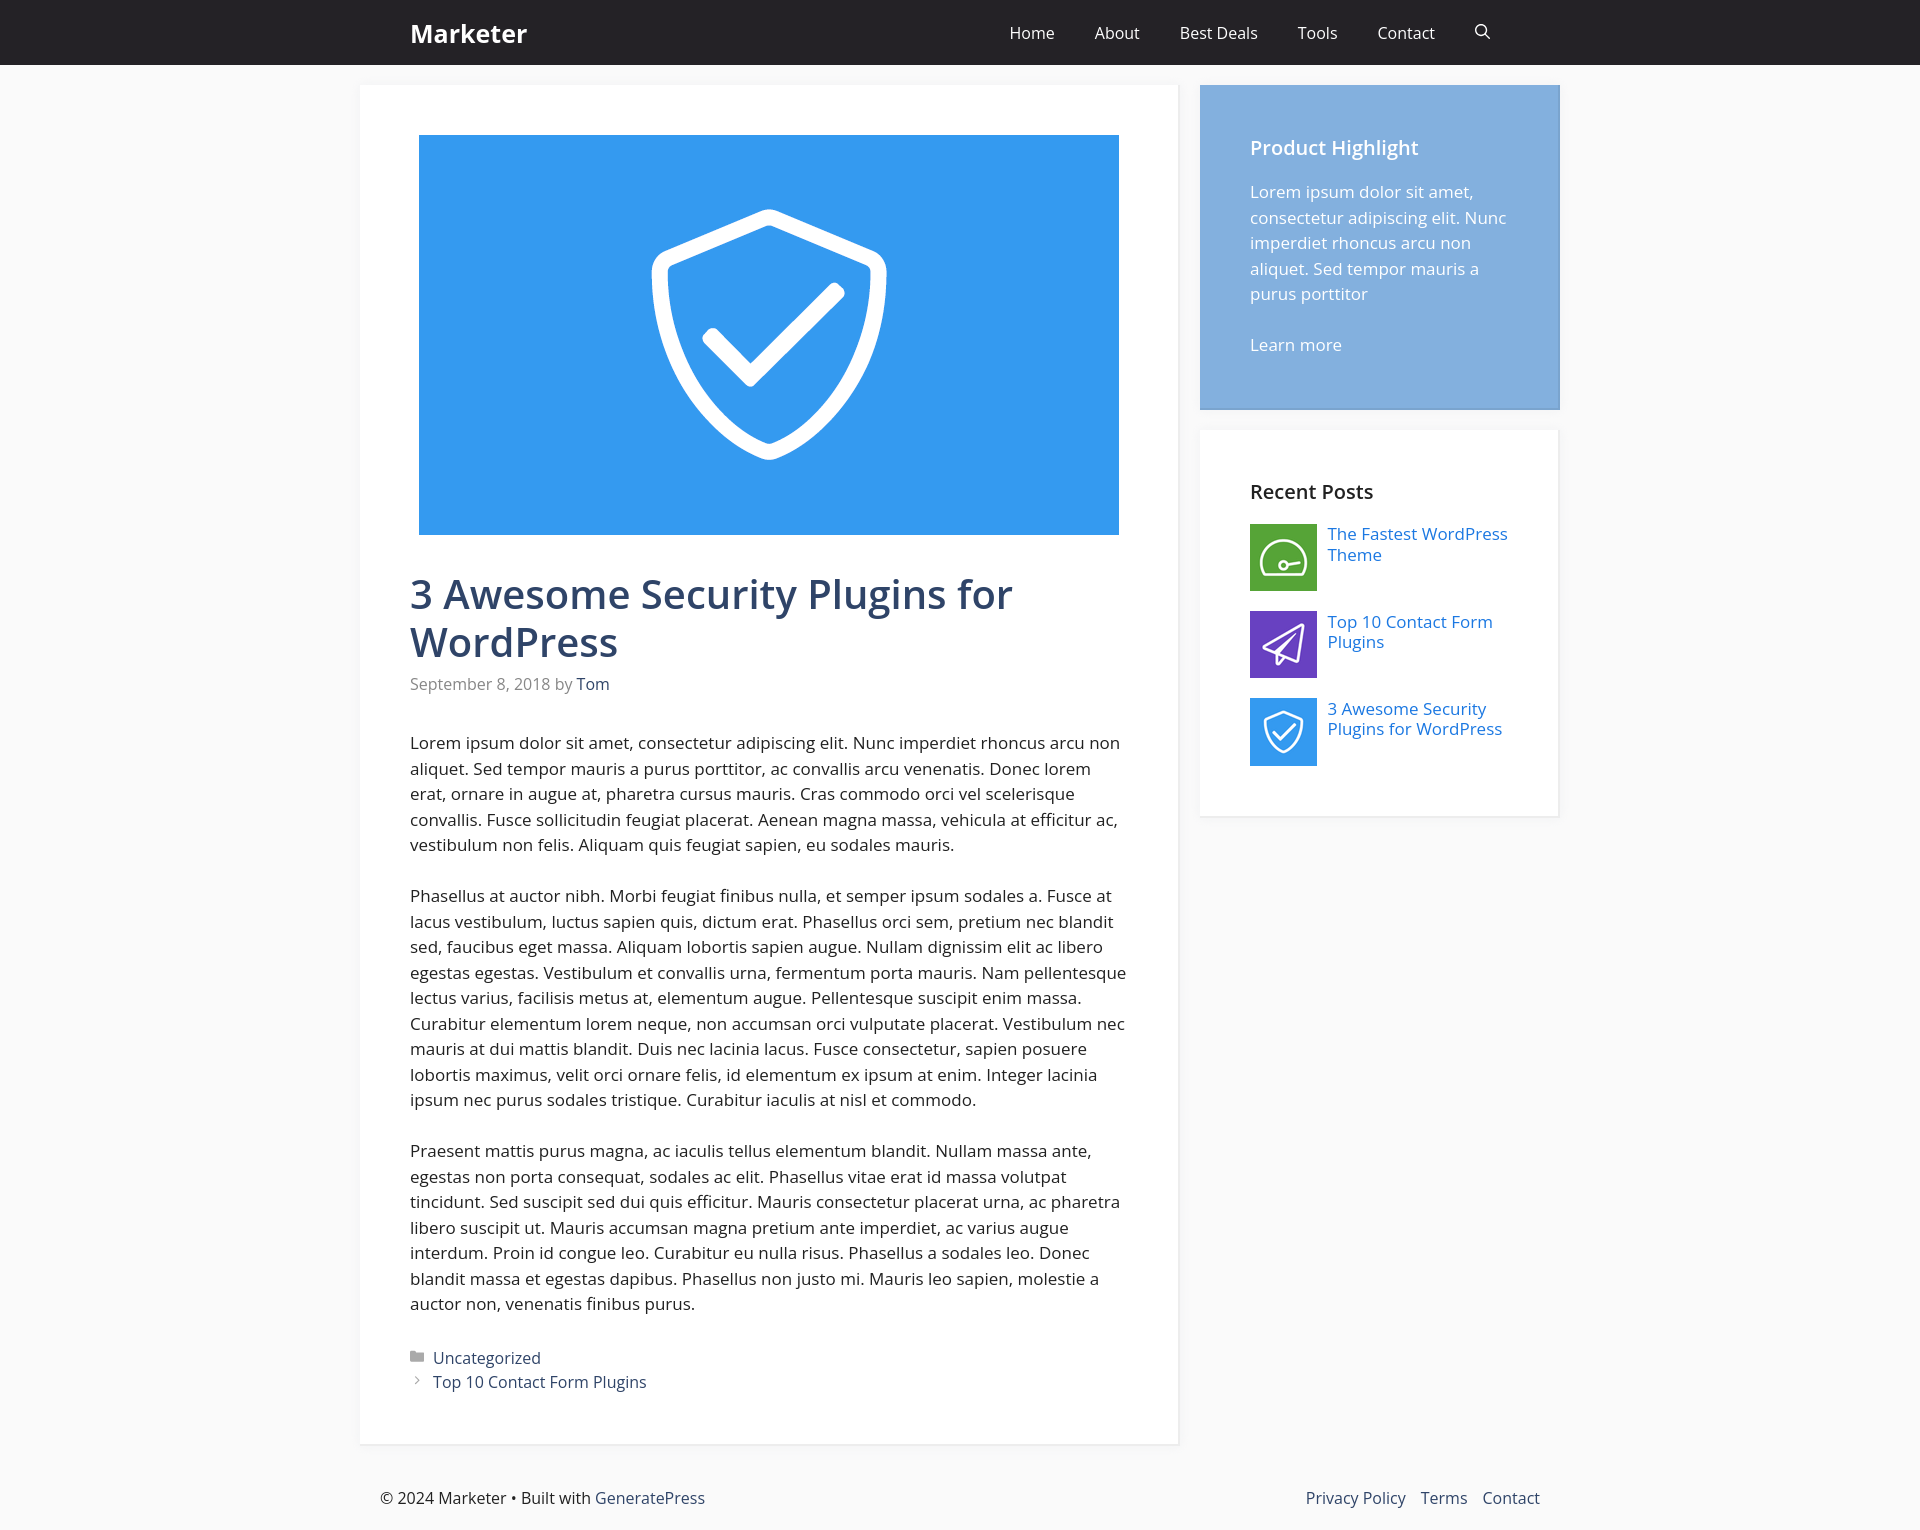 Marketer
Home
About
Best Deals
Tools
Contact
3 Awesome Security Plugins for
WordPress
September 8, 2018 by Tom
Lorem ipsum dolor sit amet, consectetur adipiscing elit. Nunc imperdiet rhoncus arcu non
aliquet. Sed tempor mauris a purus porttitor, ac convallis arcu venenatis. Donec lorem
erat, ornare in augue at, pharetra cursus mauris. Cras commodo orci vel scelerisque
convallis. Fusce sollicitudin feugiat placerat. Aenean magna massa, vehicula at efficitur ac,
vestibulum non felis. Aliquam quis feugiat sapien, eu sodales mauris.
Phasellus at auctor nibh. Morbi feugiat finibus nulla, et semper ipsum sodales a. Fusce at
lacus vestibulum, luctus sapien quis, dictum erat. Phasellus orci sem, pretium nec blandit
sed, faucibus eget massa. Aliquam lobortis sapien augue. Nullam dignissim elit ac libero
egestas egestas. Vestibulum et convallis urna, fermentum porta mauris. Nam pellentesque
lectus varius, facilisis metus at, elementum augue. Pellentesque suscipit enim massa.
Curabitur elementum lorem neque, non accumsan orci vulputate placerat. Vestibulum nec
mauris at dui mattis blandit. Duis nec lacinia lacus. Fusce consectetur, sapien posuere
lobortis maximus, velit orci ornare felis, id elementum ex ipsum at enim. Integer lacinia
ipsum nec purus sodales tristique. Curabitur iaculis at nisl et commodo.
Praesent mattis purus magna, ac iaculis tellus elementum blandit. Nullam massa ante,
egestas non porta consequat, sodales ac elit. Phasellus vitae erat id massa volutpat
tincidunt. Sed suscipit sed dui quis efficitur. Mauris consectetur placerat urna, ac pharetra
libero suscipit ut. Mauris accumsan magna pretium ante imperdiet, ac varius augue
interdum. Proin id congue leo. Curabitur eu nulla risus. Phasellus a sodales leo. Donec
blandit massa et egestas dapibus. Phasellus non justo mi. Mauris leo sapien, molestie a
auctor non, venenatis finibus purus.
Uncategorized
Top 10 Contact Form Plugins
Product Highlight
Lorem ipsum dolor sit amet,
consectetur adipiscing elit. Nunc
imperdiet rhoncus arcu non
aliquet. Sed tempor mauris a
purus porttitor
Learn more
Recent Posts
The Fastest WordPress
Theme
Top 10 Contact Form
Plugins
3 Awesome Security
Plugins for WordPress
© 2024 Marketer • Built with GeneratePress
Privacy Policy
Terms
Contact